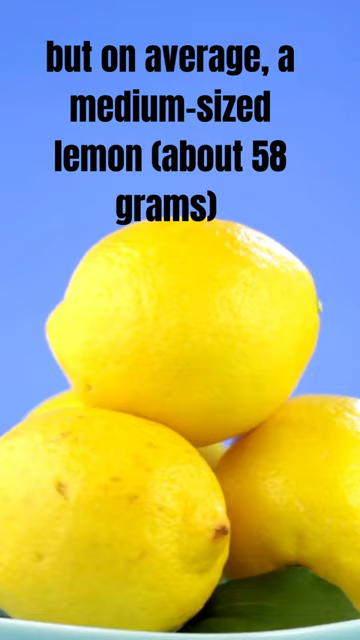 but on average, a
medium-sized
lemon (about 58
grams)